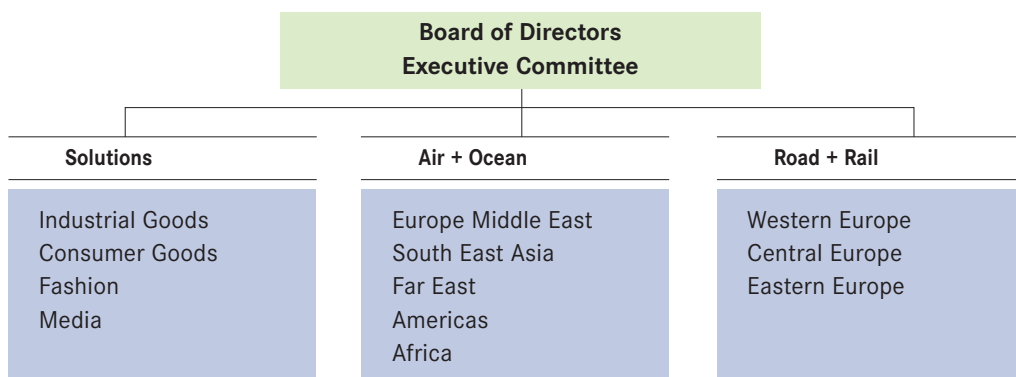 Board of Directors
Executive Committee
Solutions
Industrial Goods
Consumer Goods
Fashion
Media
Air + Ocean
Europe Middle East
South East Asia
Far East
Americas
Africa
Road + Rail
Western Europe
Central Europe
Eastern Europe